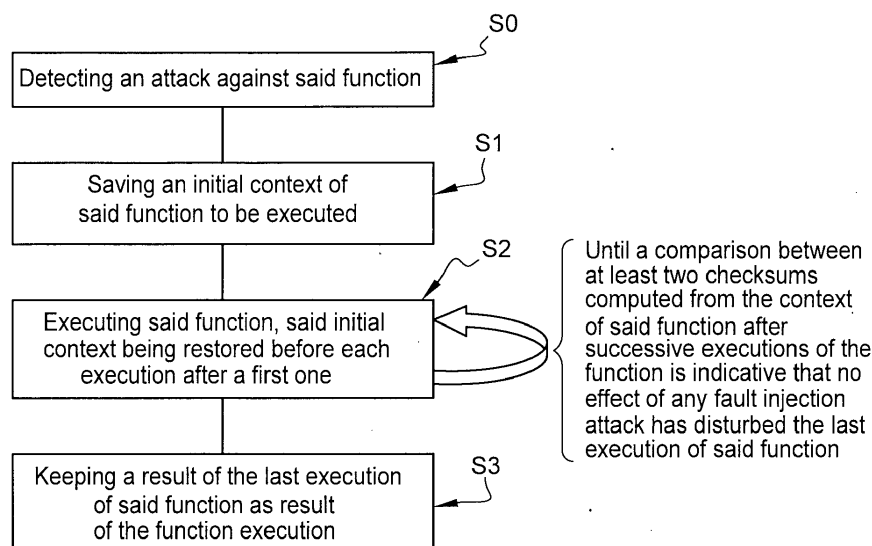 S0
Detecting an attack against said function
S1
Saving an initial context of
said function to be executed
S2
Executing said function, said initial
context being restored before each
execution after a first one
Until a comparison between
at least two checksums
computed from the context
of said function after
successive executions of the
function is indicative that no
effect of any fault injection
attack has disturbed the last
execution of said function
S3
Keeping a result of the last execution
of said function as result
of the function execution